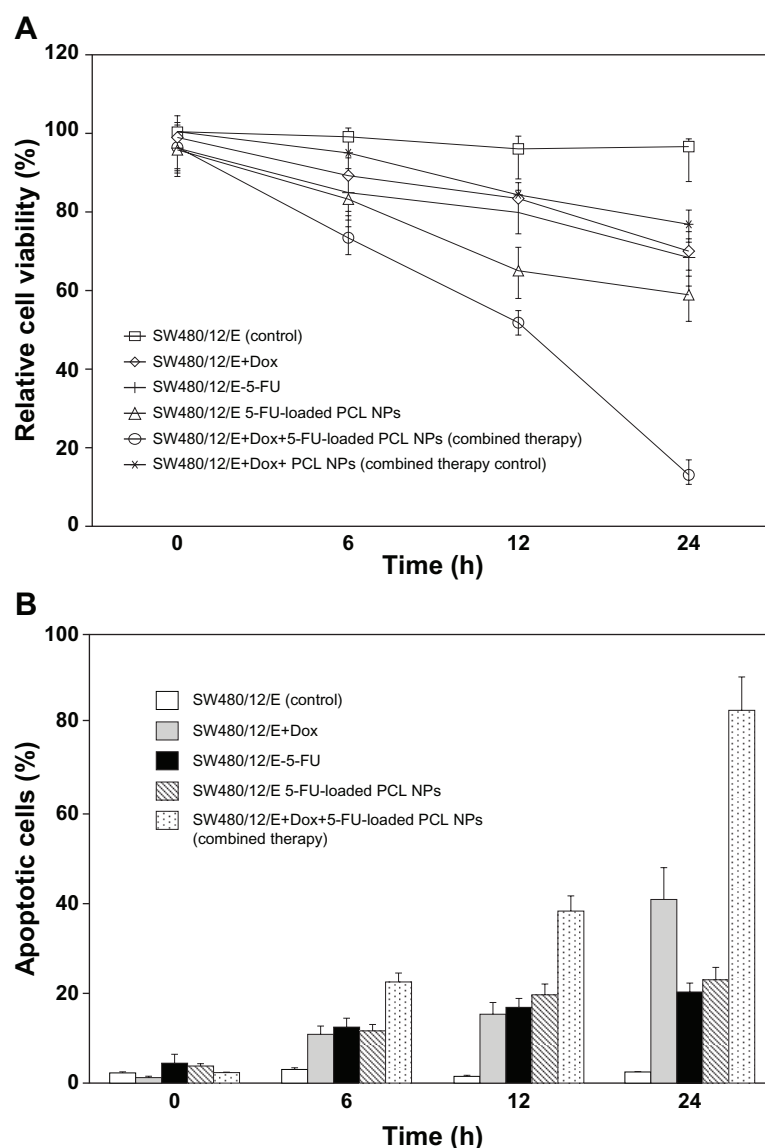 A
120
100
80
60
40
20
0
Relative cell viability (%)
SW480/12/E (control)
SW480/12/E+Dox
SW480/12/E-5-FU
SW480/12/E 5-FU-loaded PCL NPs
SW480/12/E+Dox+5-FU-loaded PCL NPs (combined therapy)
SW480/12/E+Dox+ PCL NPs (combined therapy control)
0 6 12 24
Time (h)
B
100
80
60
40
20
0
Apoptotic cells (%)
SW480/12/E (control)
SW480/12/E+Dox
SW480/12/E-5-FU
SW480/12/E 5-FU-loaded PCL NPs
SW480/12/E+Dox+5-FU-loaded PCL NPs
(combined therapy)
0 6 12 24
Time (h)